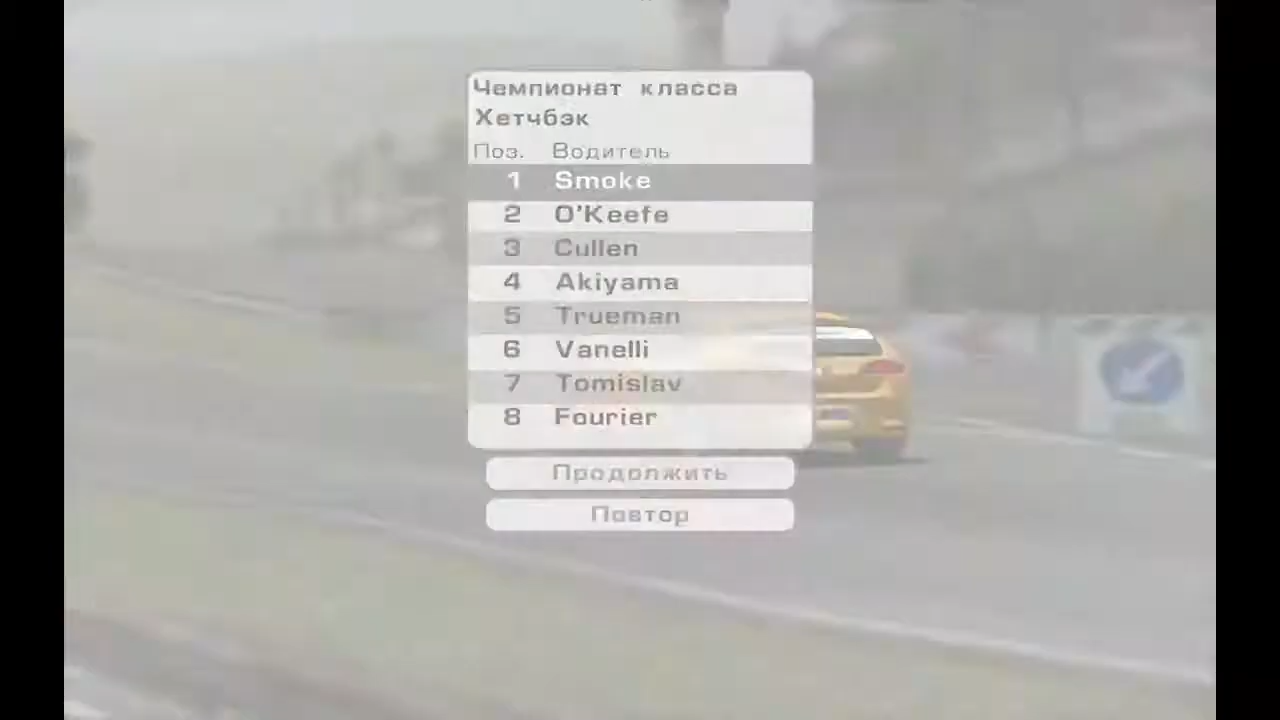 Чемпионат класса
Хетчбэк
Поз. Водитель
1 Smoke
2 O'Keefe
3 Cullen
4 Akiyama
5 Trueman
6 Vanelli
7 Tomislav
8 Fourier
Продолжить
Повтор